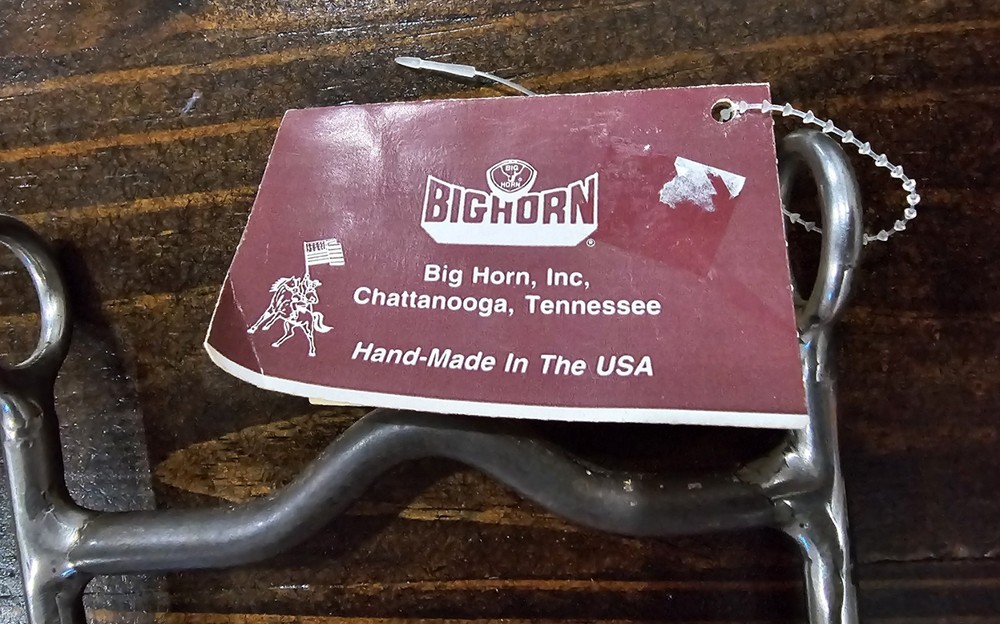 BIG
HORN
BIGHORN®
Big Horn, Inc,
Chattanooga, Tennessee
Hand-Made In The USA